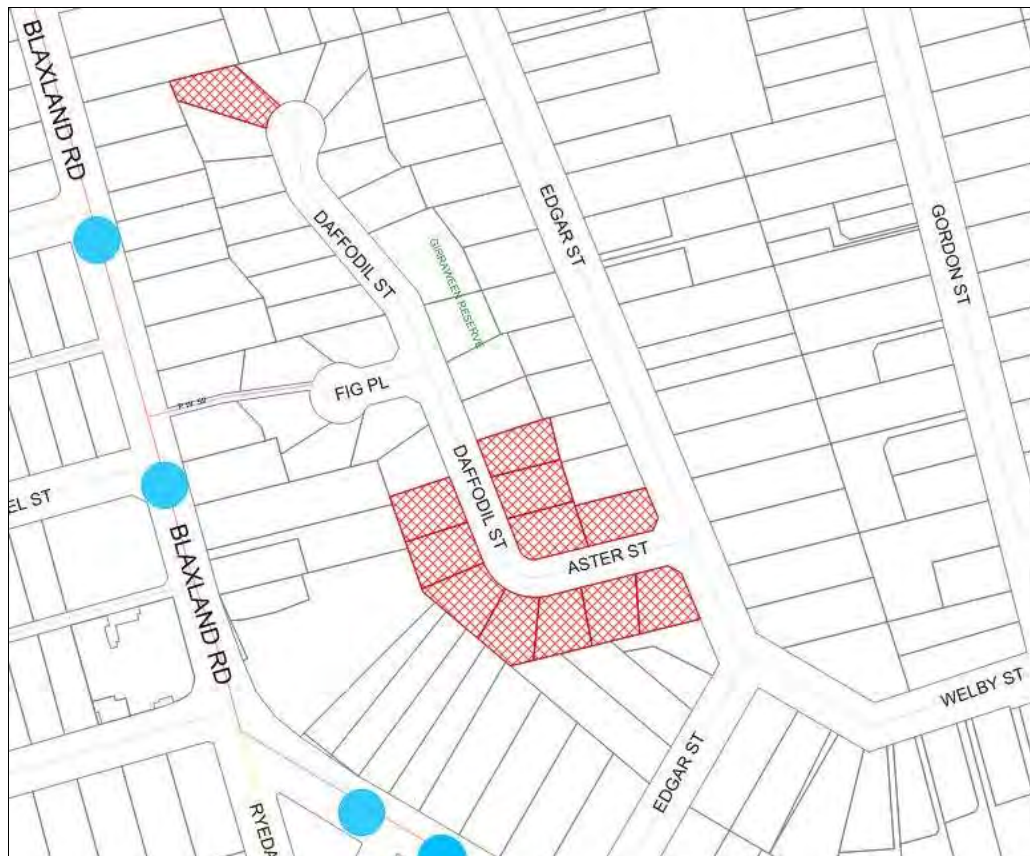 BLAXLAND RD
EDGAR ST
GORDON ST
DAFFODIL ST
GIRRAWEEN RESERVE
FIG PL
EL ST
DAFFODIL ST
ASTER ST
BLAXLAND RD
WELBY ST
EDGAR ST
RYEDA